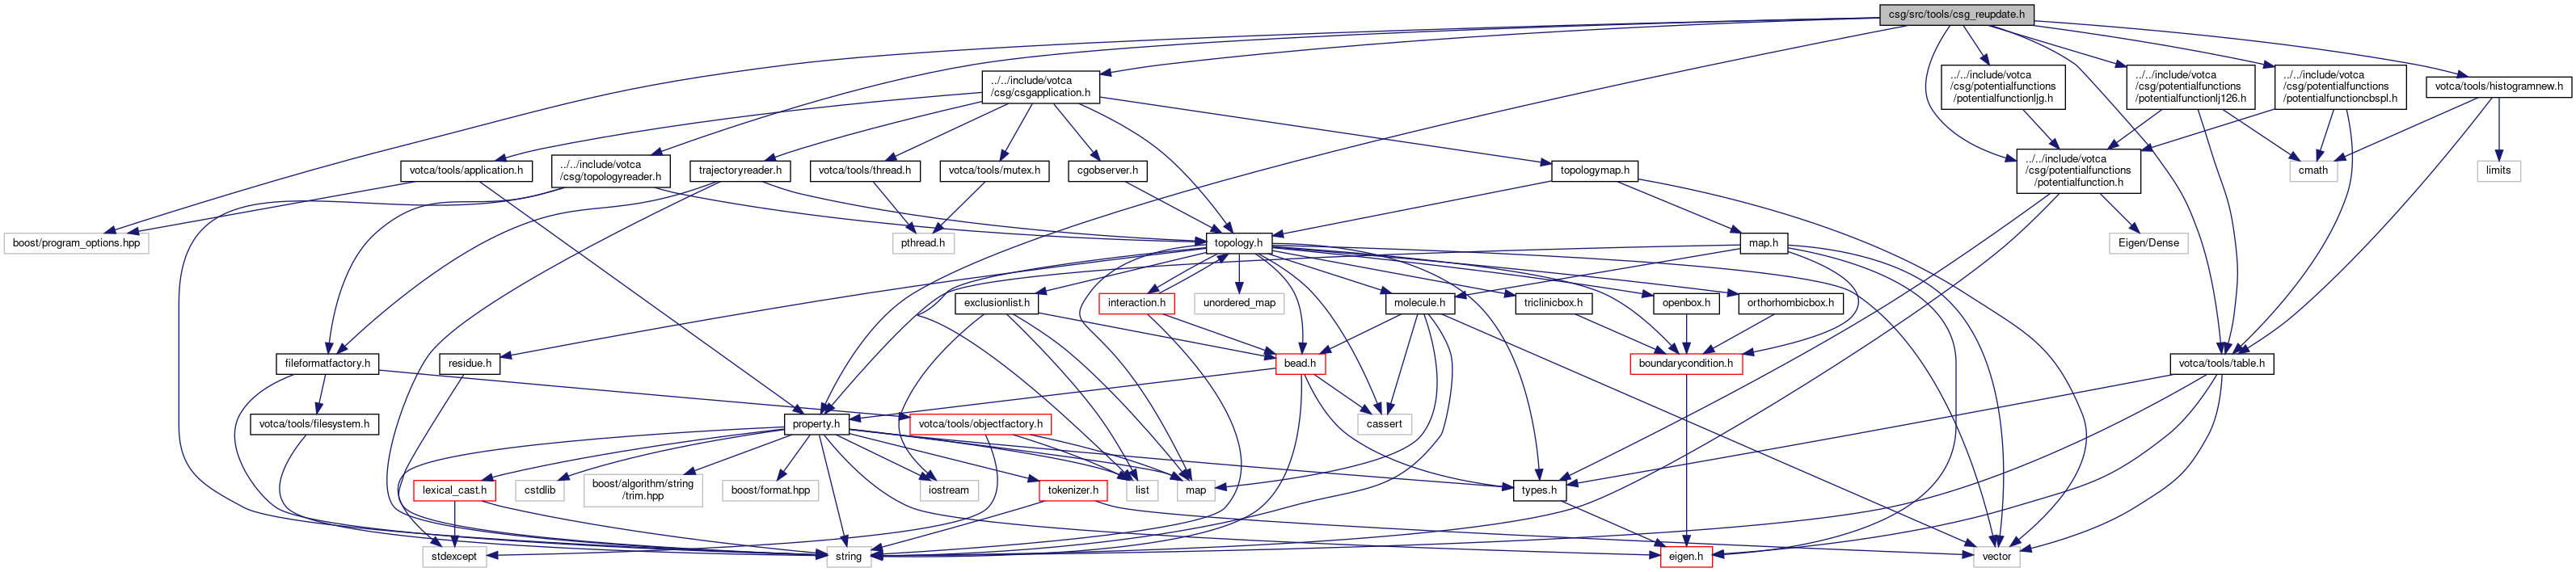 csg/src/tools/csg_reupdate.h
../../include/votca
/csg/csgapplication.h
../../include/votca
/csg/potentialfunctions
/potentialfunctionljg.h
../../include/votca
/csg/potentialfunctions
/potentialfunctionlj126.h
../../include/votca
/csg/potentialfunctions
/potentialfunctioncbspl.h
votca/tools/histogramnew.h
votca/tools/application.h
../../include/votca
/csg/topologyreader.h
trajectoryreader.h
votca/tools/thread.h
votca/tools/mutex.h
cgobserver.h
topologymap.h
../../include/votca
/csg/potentialfunctions
/potentialfunction.h
cmath
limits
boost/program_options.hpp
pthread.h
topology.h
map.h
Eigen/Dense
exclusionlist.h
interaction.h
unordered_map
molecule.h
triclinicbox.h
openbox.h
orthorhombicbox.h
fileformatfactory.h
residue.h
bead.h
boundarycondition.h
votca/tools/table.h
votca/tools/filesystem.h
property.h
votca/tools/objectfactory.h
cassert
lexical_cast.h
cstdlib
boost/algorithm/string
/trim.hpp
boost/format.hpp
iostream
tokenizer.h
list
map
types.h
stdexcept
string
eigen.h
vector